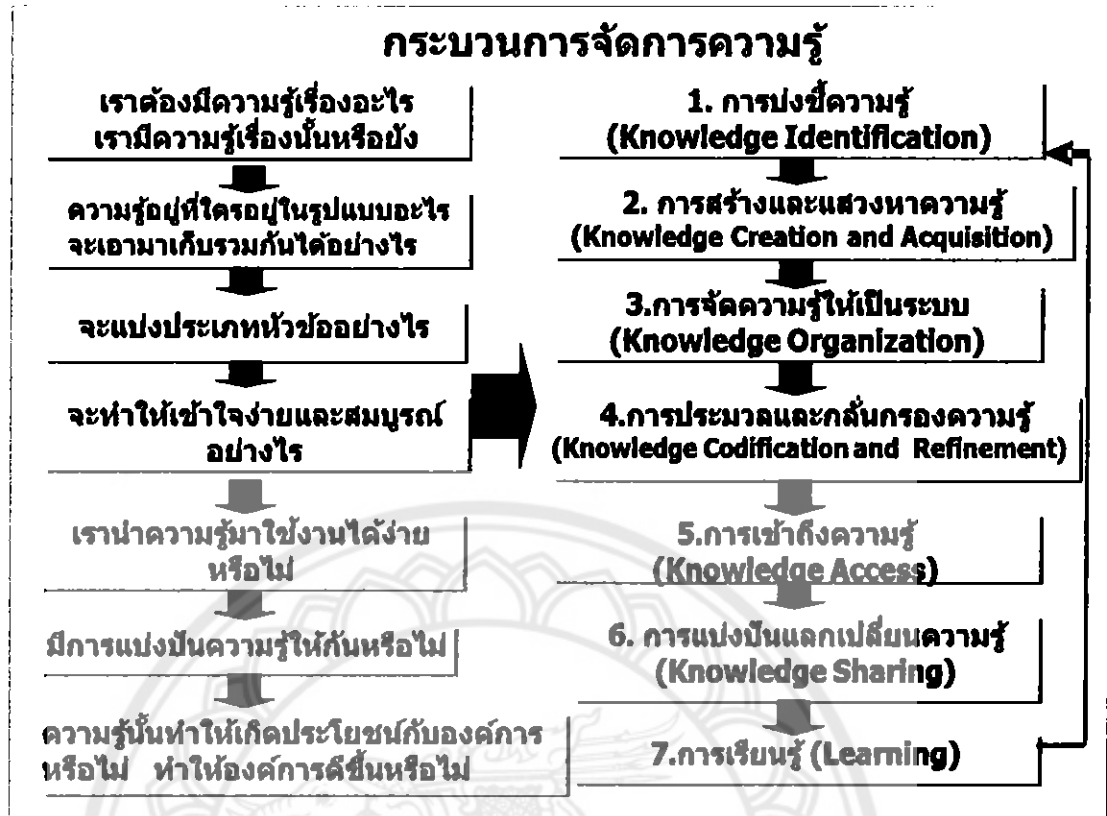 กระบวนการจัดการความรู้
เราต้องมีความรู้เรื่องอะไร
เรามีความรู้เรื่องนั้นหรือยัง
ความรู้อยู่ที่ใครอยู่ในรูปแบบอะไร
จะเอามาเก็บรวมกันได้อย่างไร
จะแบ่งประเภทหัวข้ออย่างไร
จะทำให้เข้าใจง่ายและสมบูรณ์
อย่างไร
เรานำความรู้มาใช้งานได้ง่าย
หรือไม่
มีการแบ่งปันความรู้ให้กันหรือไม่
ความรู้นั้นทำให้เกิดประโยชน์กับองค์การ
หรือไม่ ทำให้องค์การดีขึ้นหรือไม่
1. การบ่งชี้ความรู้
(Knowledge Identification)
2. การสร้างและแสวงหาความรู้
(Knowledge Creation and Acquisition)
3.การจัดความรู้ให้เป็นระบบ
(Knowledge Organization)
4.การประมวลและกลั่นกรองความรู้
(Knowledge Codification and Refinement)
5.การเข้าถึงความรู้
(Knowledge Access)
6. การแบ่งปันแลกเปลี่ยนความรู้
(Knowledge Sharing)
7.การเรียนรู้ (Learning)